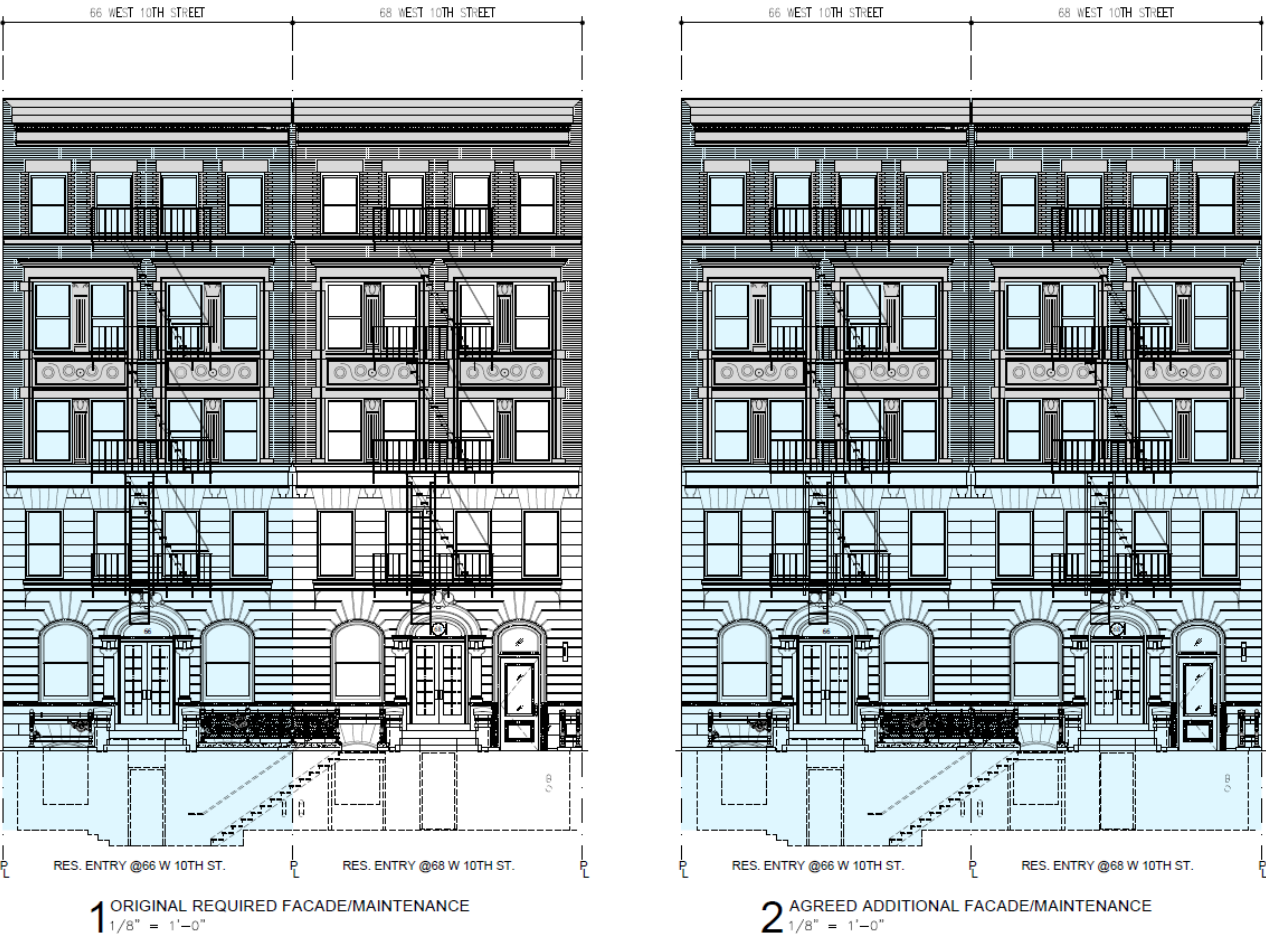 66 WEST 10TH STREET
68 WEST 10TH STREET
66 WEST 10TH STREET
68 WEST 10TH STREET
66
66
P
L
RES. ENTRY @66 W 10TH ST.
P
L
RES. ENTRY @68 W 10TH ST.
P
L
P
L
RES. ENTRY @66 W 10TH ST.
P
L
RES. ENTRY @68 W 10TH ST.
P
L
1 ORIGINAL REQUIRED FACADE/MAINTENANCE
1/8" = 1'-0"
2 AGREED ADDITIONAL FACADE/MAINTENANCE
1/8" = 1'-0"